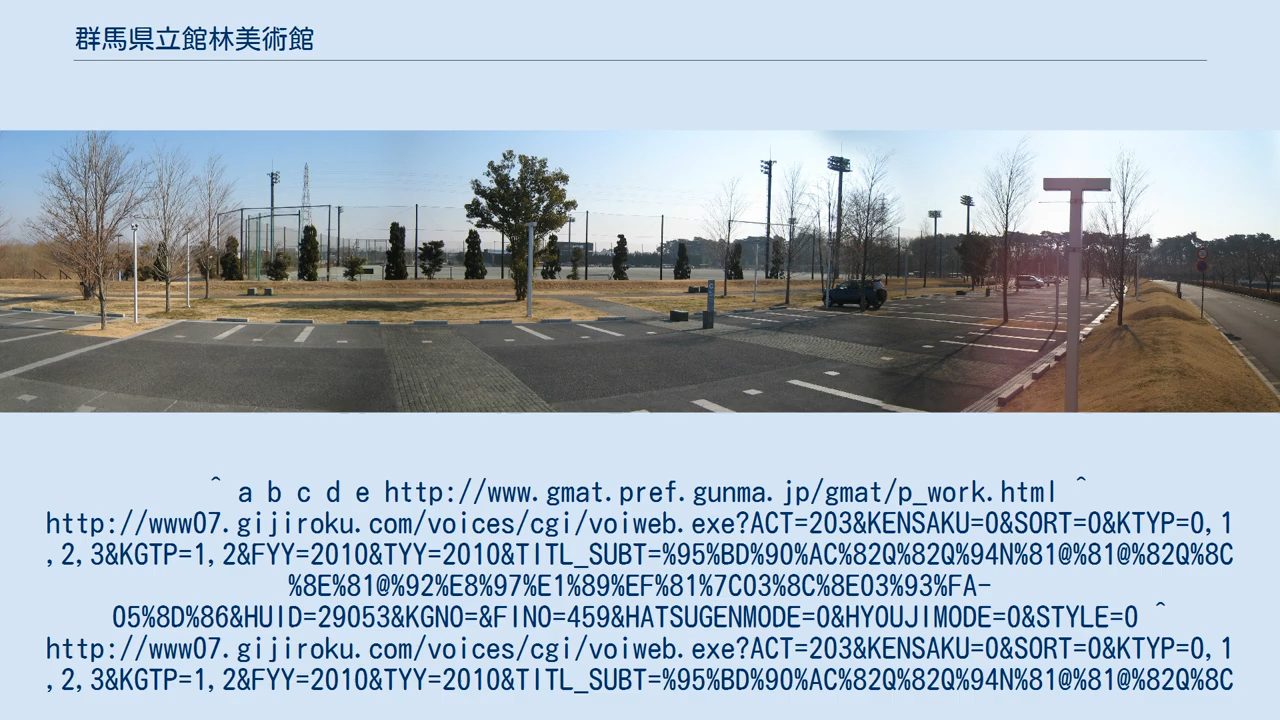 群馬県立館林美術館
^ a b c d e http://www.gmat.pref.gunma.jp/gmat/p_work.html ^
http://www07.gijiroku.com/voices/cgi/voiweb.exe?ACT=203&KENSAKU=0&SORT=0&KTYP=0,1
,2,3&KGTP=1,2&FYY=2010&TYY=2010&TITL_SUBT=%95%BD%90%AC%82Q%82Q%94N%81@%81@%82Q%8C
%8E%81@%92%E8%97%E1%89%EF%81%7C03%8C%8E03%93%FA-
05%8D%86&HUID=29053&KGNO=&FINO=459&HATSUGENMODE=0&HYOUJIMODE=0&STYLE=0 ^
http://www07.gijiroku.com/voices/cgi/voiweb.exe?ACT=203&KENSAKU=0&SORT=0&KTYP=0,1
,2,3&KGTP=1,2&FYY=2010&TYY=2010&TITL_SUBT=%95%BD%90%AC%82Q%82Q%94N%81@%81@%82Q%8C